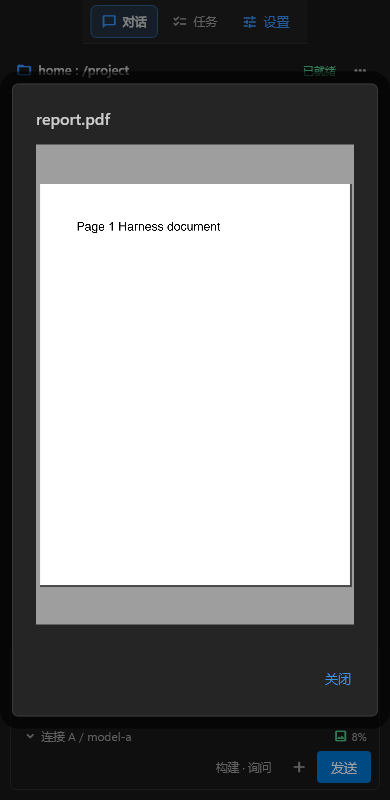 对话 任务 设置
home : /project 已就绪
report.pdf
Page 1 Harness document
关闭
连接 A / model-a 8%
构建 · 询问 + 发送